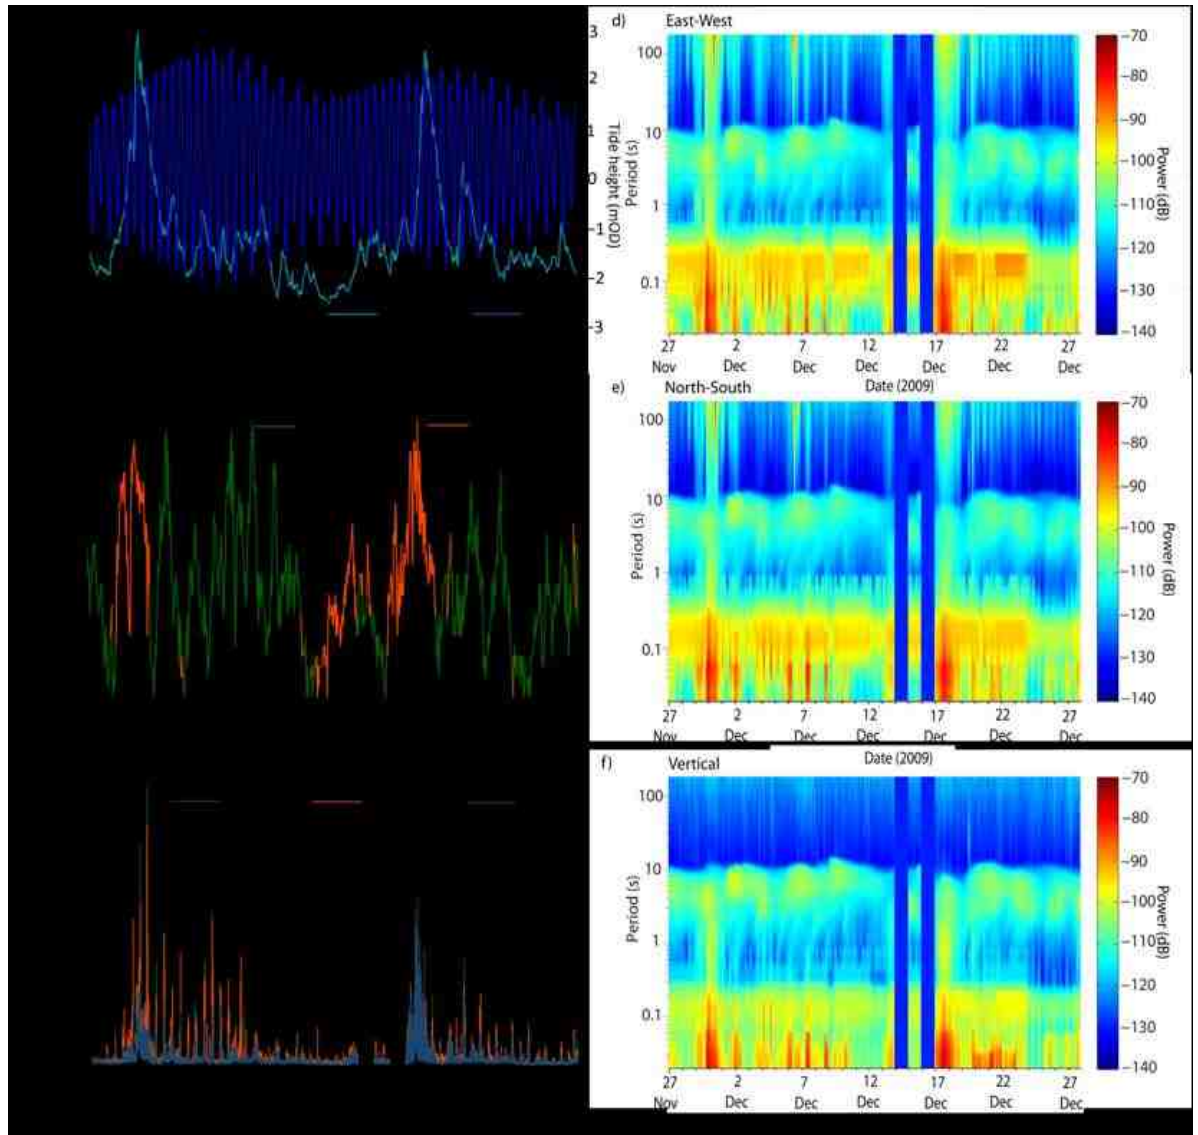 3
2
1
0
-1
-2
-3
Tide height (mOD)
d) East-West
100
10
1
0.1
Period (s)
27 2 7 12 17 22 27
Nov Dec Dec Dec Dec Dec Dec
Date (2009)
−70
−80
−90
−100
−110
−120
−130
−140
Power (dB)
e) North-South
100
10
1
0.1
Period (s)
27 2 7 12 17 22 27
Nov Dec Dec Dec Dec Dec Dec
Date (2009)
−70
−80
−90
−100
−110
−120
−130
−140
Power (dB)
f) Vertical
100
10
1
0.1
Period (s)
27 2 7 12 17 22 27
Nov Dec Dec Dec Dec Dec Dec
−70
−80
−90
−100
−110
−120
−130
−140
Power (dB)